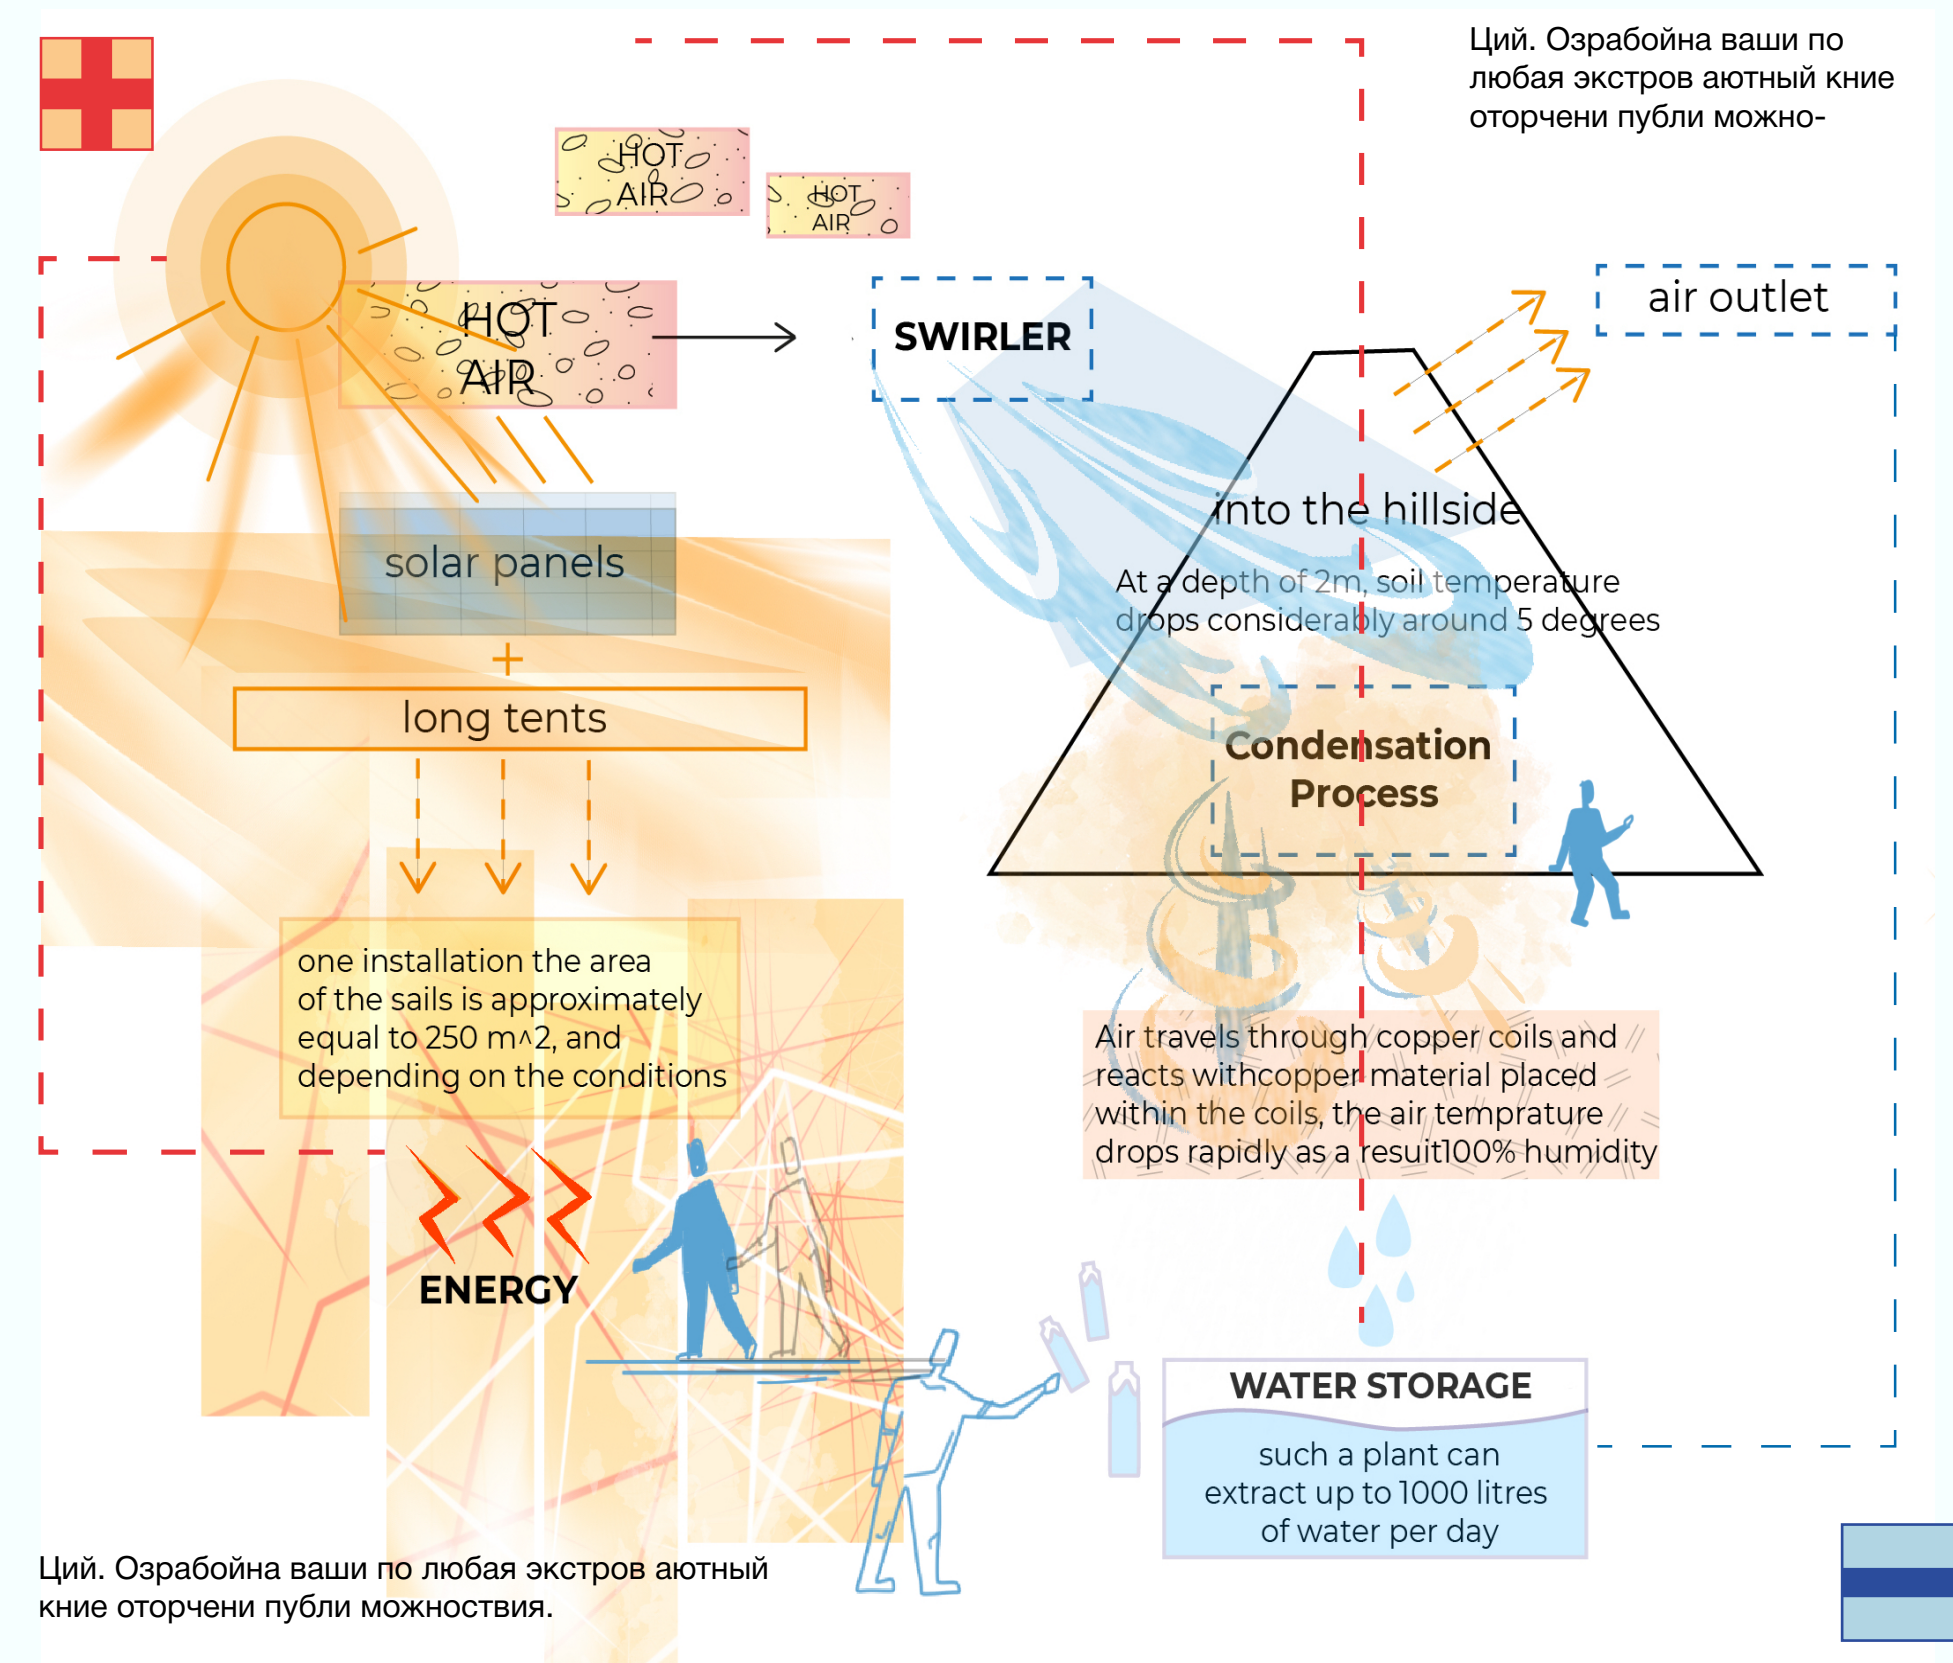 Ций. Озрабойна ваши по
любая экстров аютный кние
оторчени публи можно-
HOT
AIR
HOT
AIR
HOT
AIR
SWIRLER
air outlet
into the hillside
At a depth of 2m, soil temperature
drops considerably around 5 degrees
solar panels
+
long tents
Condensation
Process
one installation the area
of the sails is approximately
equal to 250 m^2, and
depending on the conditions
Air travels through copper coils and
reacts withcopper material placed
within the coils, the air temprature
drops rapidly as a resuit100% humidity
ENERGY
WATER STORAGE
such a plant can
extract up to 1000 litres
of water per day
Ций. Озрабойна ваши по любая экстров аютный
кние оторчени публи можноствия.